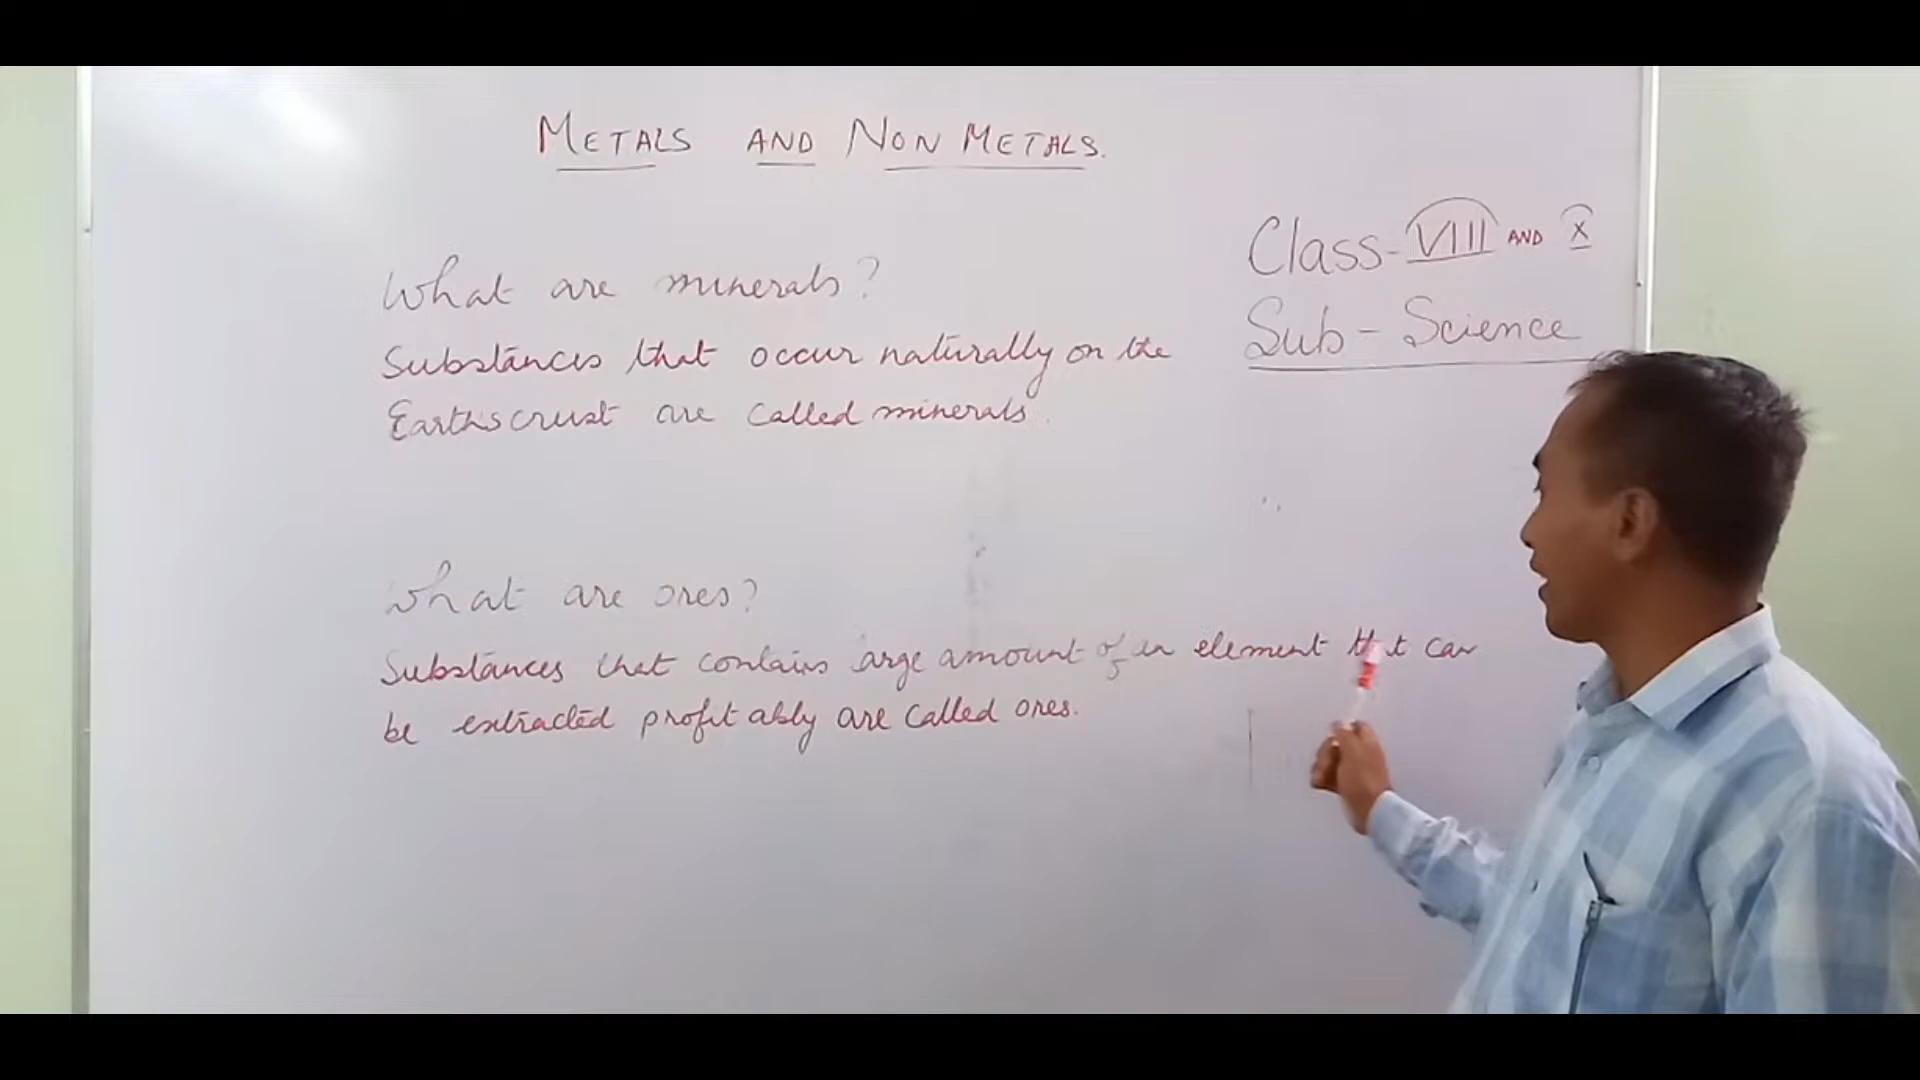 METALS AND NON METALS.
Class - VIII AND X
Sub - Science
What are minerals?
Substances that occur naturally on the
Earth's crust are called minerals.
What are ores?
Substances that contains large amount of an element that can
be extracted profitably are called ores.